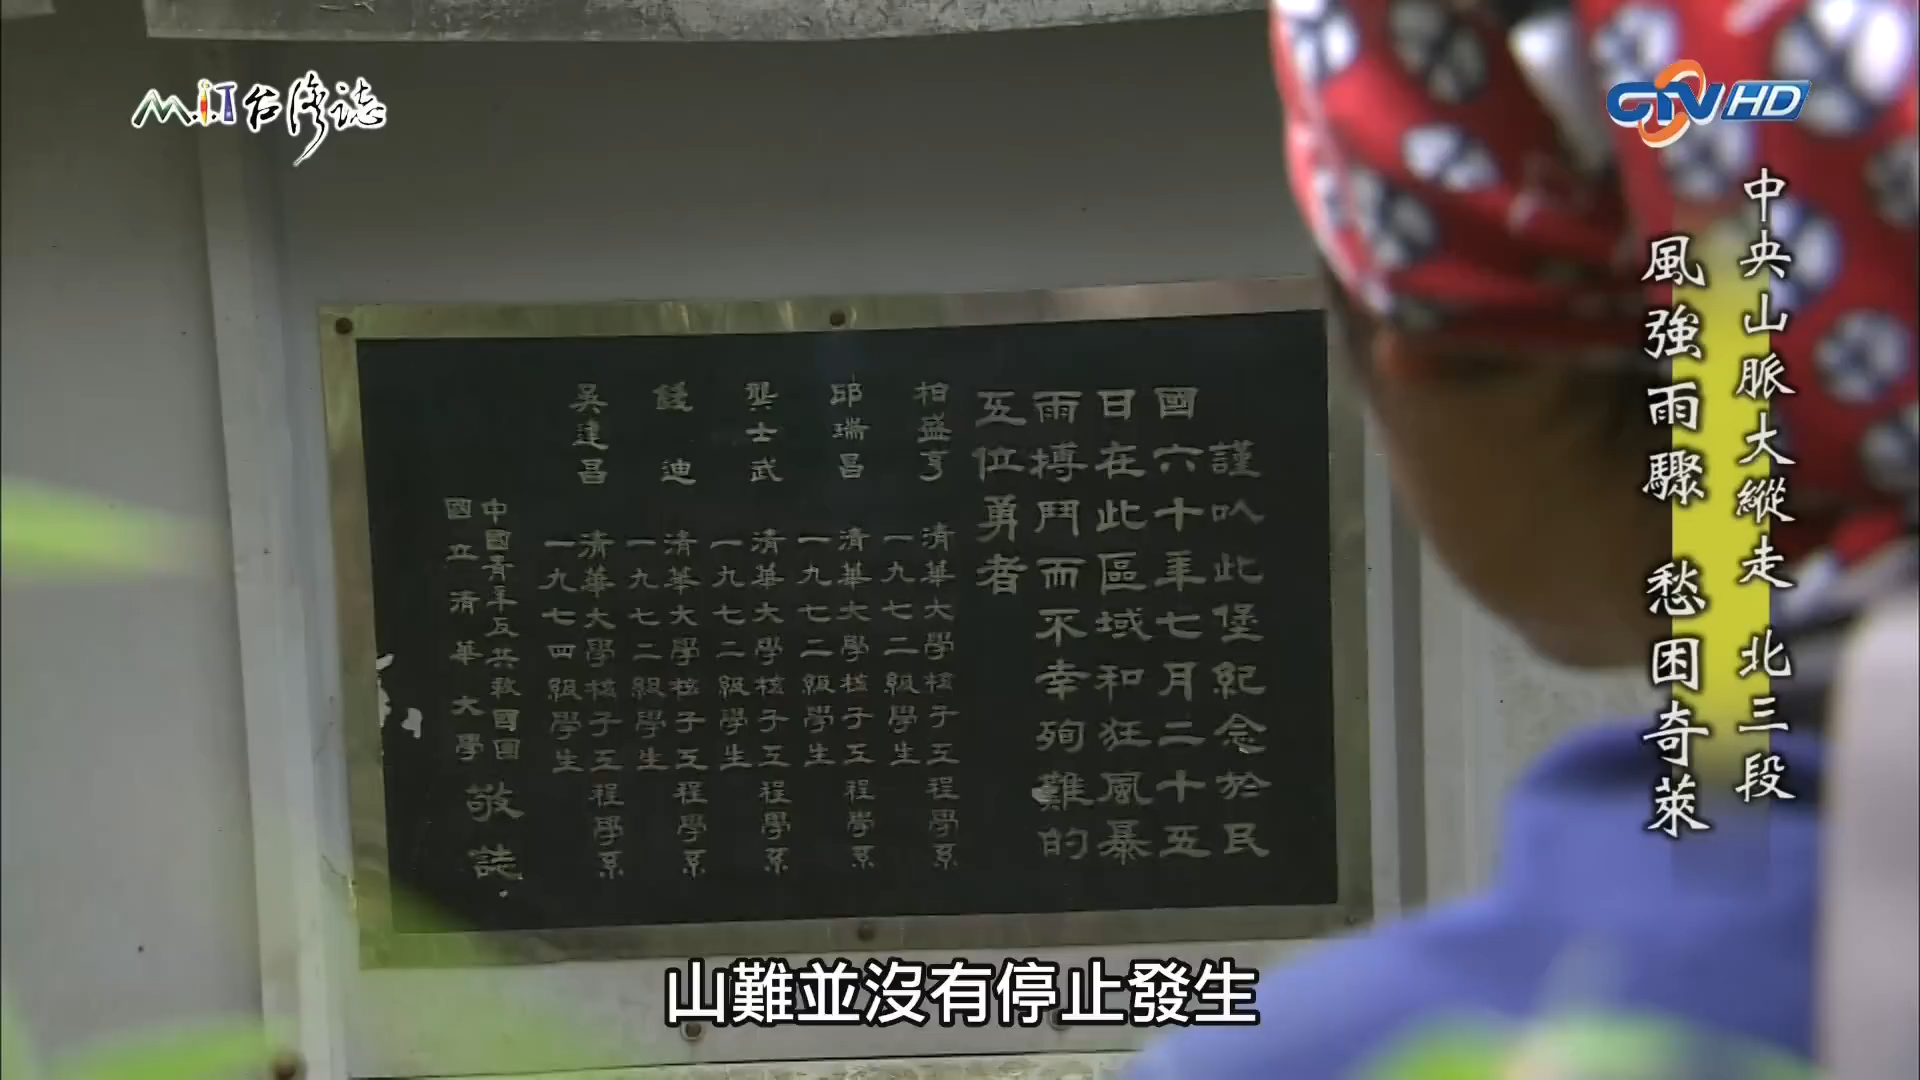 MIT台灣誌
CTV HD
中央山脈大縱走 北三段
風強雨驟 愁困奇萊
謹以此堡紀念於民
國六十年七月二十五
日在此區域和狂風暴
雨搏鬥而不幸殉難的
五位勇者
柏盛亨 清華大學核子工程學系
一九七二級學生
邱瑞昌 清華大學核子工程學系
一九七二級學生
龔士武 清華大學核子工程學系
一九七二級學生
迪 清華大學核子工程學系
一九七二級學生
吳建昌 清華大學核子工程學系
一九七四級學生
中國青年反共救國團
國立清華大學
敬誌
山難並沒有停止發生